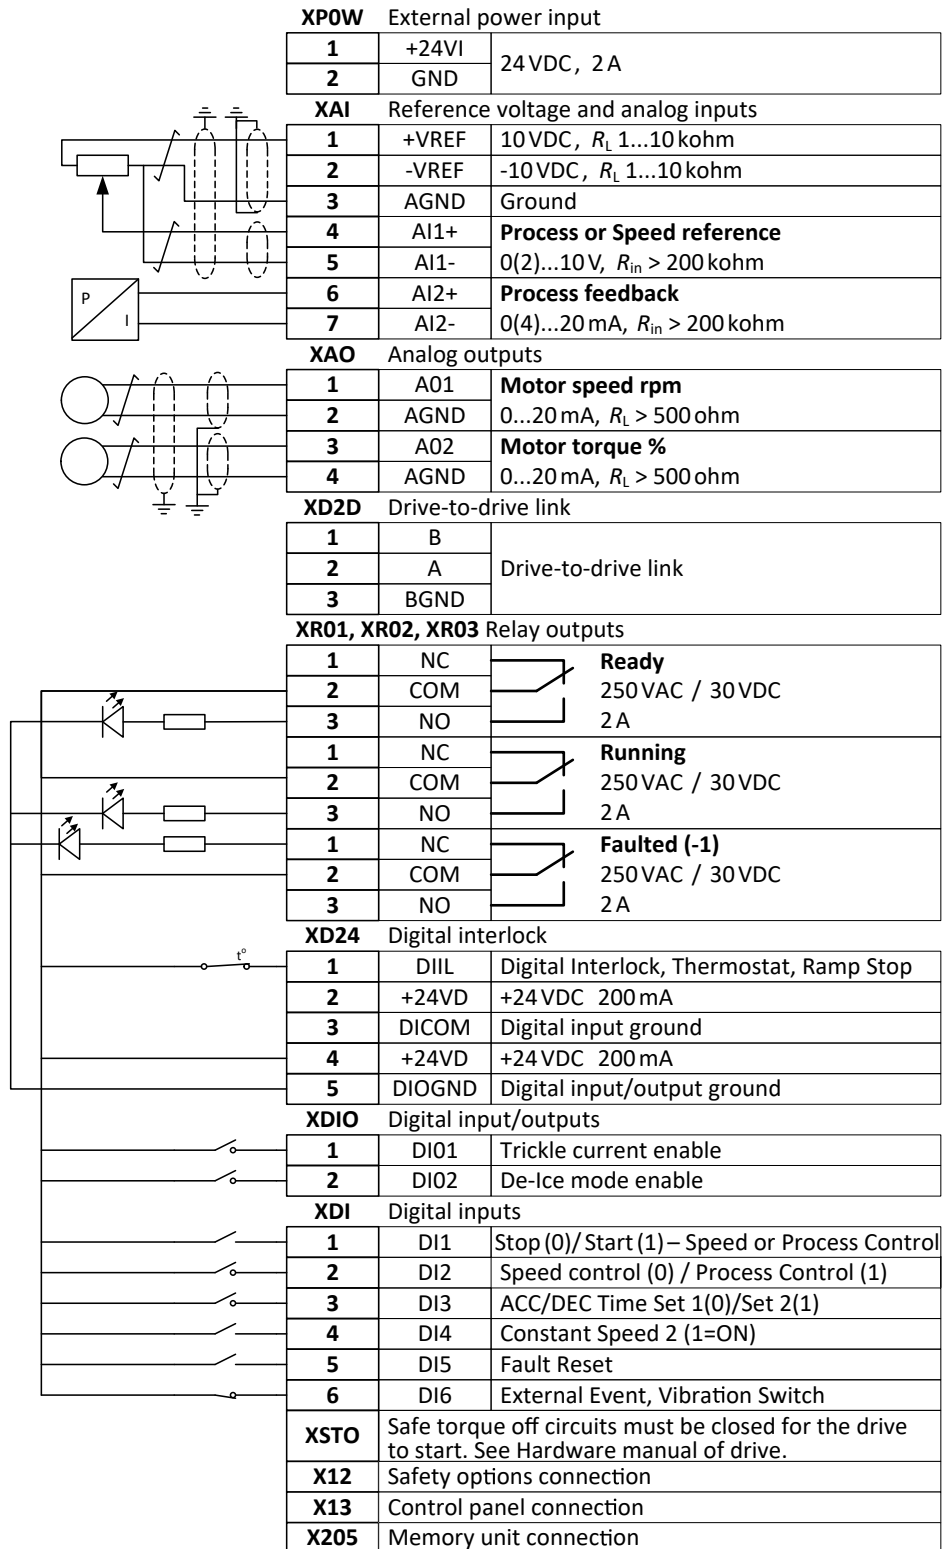 XP0W External power input
1 +24VI 24 VDC, 2 A
2 GND
XAI Reference voltage and analog inputs
1 +VREF 10 VDC, RL 1...10 kohm
2 -VREF -10 VDC, RL 1...10 kohm
3 AGND Ground
4 AI1+ Process or Speed reference
5 AI1- 0(2)...10 V, Rin > 200 kohm
P
6 AI2+ Process feedback
I
7 AI2- 0(4)...20 mA, Rin > 200 kohm
XAO Analog outputs
1 A01 Motor speed rpm
2 AGND 0...20 mA, RL > 500 ohm
3 A02 Motor torque %
4 AGND 0...20 mA, RL > 500 ohm
XD2D Drive-to-drive link
1 B
2 A Drive-to-drive link
3 BGND
XR01, XR02, XR03 Relay outputs
1 NC Ready
2 COM 250 VAC / 30 VDC
3 NO 2 A
1 NC Running
2 COM 250 VAC / 30 VDC
3 NO 2 A
1 NC Faulted (-1)
2 COM 250 VAC / 30 VDC
3 NO 2 A
XD24 Digital interlock
t° 1 DIIL Digital Interlock, Thermostat, Ramp Stop
2 +24VD +24 VDC 200 mA
3 DICOM Digital input ground
4 +24VD +24 VDC 200 mA
5 DIOGND Digital input/output ground
XDIO Digital input/outputs
1 DI01 Trickle current enable
2 DI02 De-Ice mode enable
XDI Digital inputs
1 DI1 Stop (0)/ Start (1) – Speed or Process Control
2 DI2 Speed control (0) / Process Control (1)
3 DI3 ACC/DEC Time Set 1(0)/Set 2(1)
4 DI4 Constant Speed 2 (1=ON)
5 DI5 Fault Reset
6 DI6 External Event, Vibration Switch
XSTO Safe torque off circuits must be closed for the drive
to start. See Hardware manual of drive.
X12 Safety options connection
X13 Control panel connection
X205 Memory unit connection